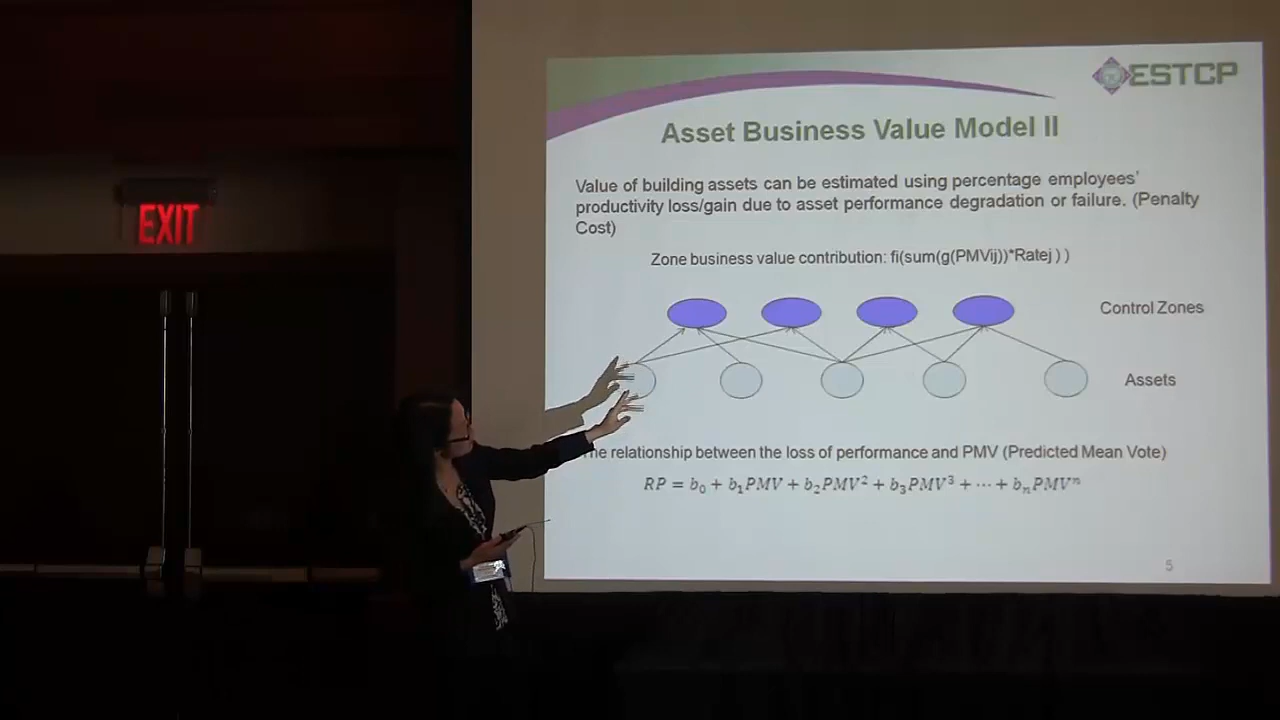 EXIT
ESTCP
Asset Business Value Model II
Value of building assets can be estimated using percentage employees'
productivity loss/gain due to asset performance degradation or failure. (Penalty
Cost)
Zone business value contribution: fi(sum(g(PMVij))*Ratej ) )
Control Zones
Assets
The relationship between the loss of performance and PMV (Predicted Mean Vote)
RP = b₀ + b₁PMV + b₂PMV² + b₃PMV³ + ⋯ + bₙPMVⁿ
5